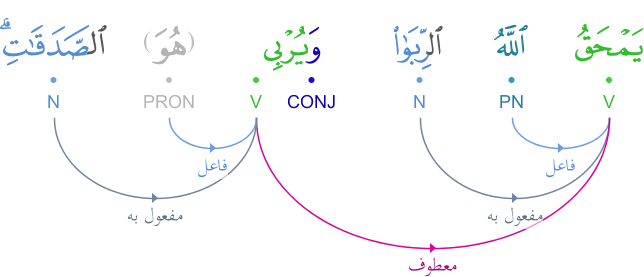 يَمْحَقُ ٱللَّهُ ٱلرِّبَوٰا۟ وَيُرْبِى (هُوَ) ٱلصَّدَقَـٰتِ ۗ
V PN N CONJ V PRON N
فاعل فاعل
مفعول به مفعول به
معطوف